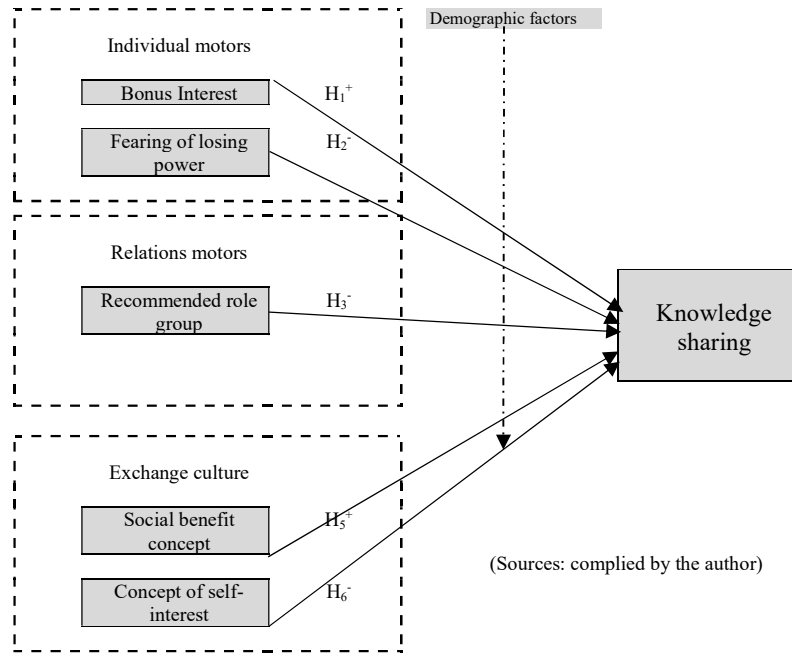 Demographic factors
Individual motors
Bonus Interest
H₁⁺
Fearing of losing
power
H₂⁻
Relations motors
Recommended role
group
H₃⁻
Knowledge
sharing
Exchange culture
Social benefit
concept
H₅⁺
Concept of self-
interest
H₆⁻
(Sources: complied by the author)